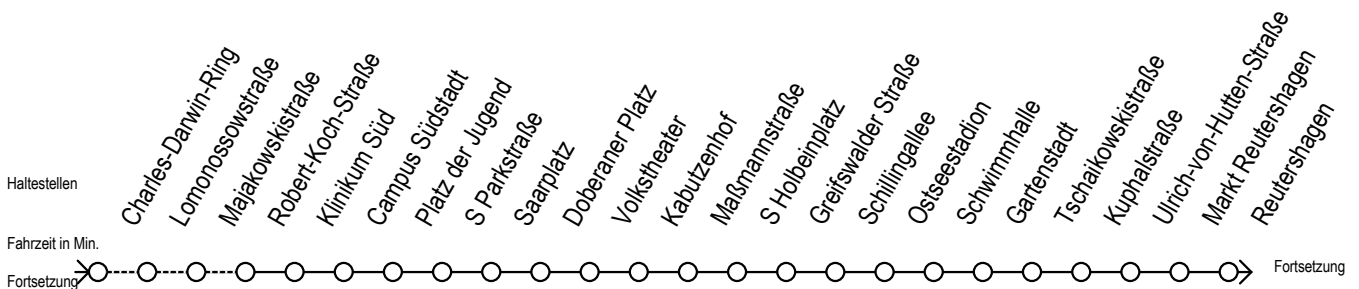 Haltestellen
Charles-Darwin-Ring
Lomonossowstraße
Majakowskistraße
Robert-Koch-Straße
Klinikum Süd
Campus Südstadt
Platz der Jugend
S Parkstraße
Saarplatz
Doberaner Platz
Volkstheater
Kabutzenhof
Maßmannstraße
S Holbeinplatz
Greifswalder Straße
Schillingallee
Ostseestadion
Schwimmhalle
Gartenstadt
Tschaikowskistraße
Kuphalstraße
Ulrich-von-Hutten-Straße
Markt Reutershagen
Reutershagen
Fahrzeit in Min.
Fortsetzung
Fortsetzung